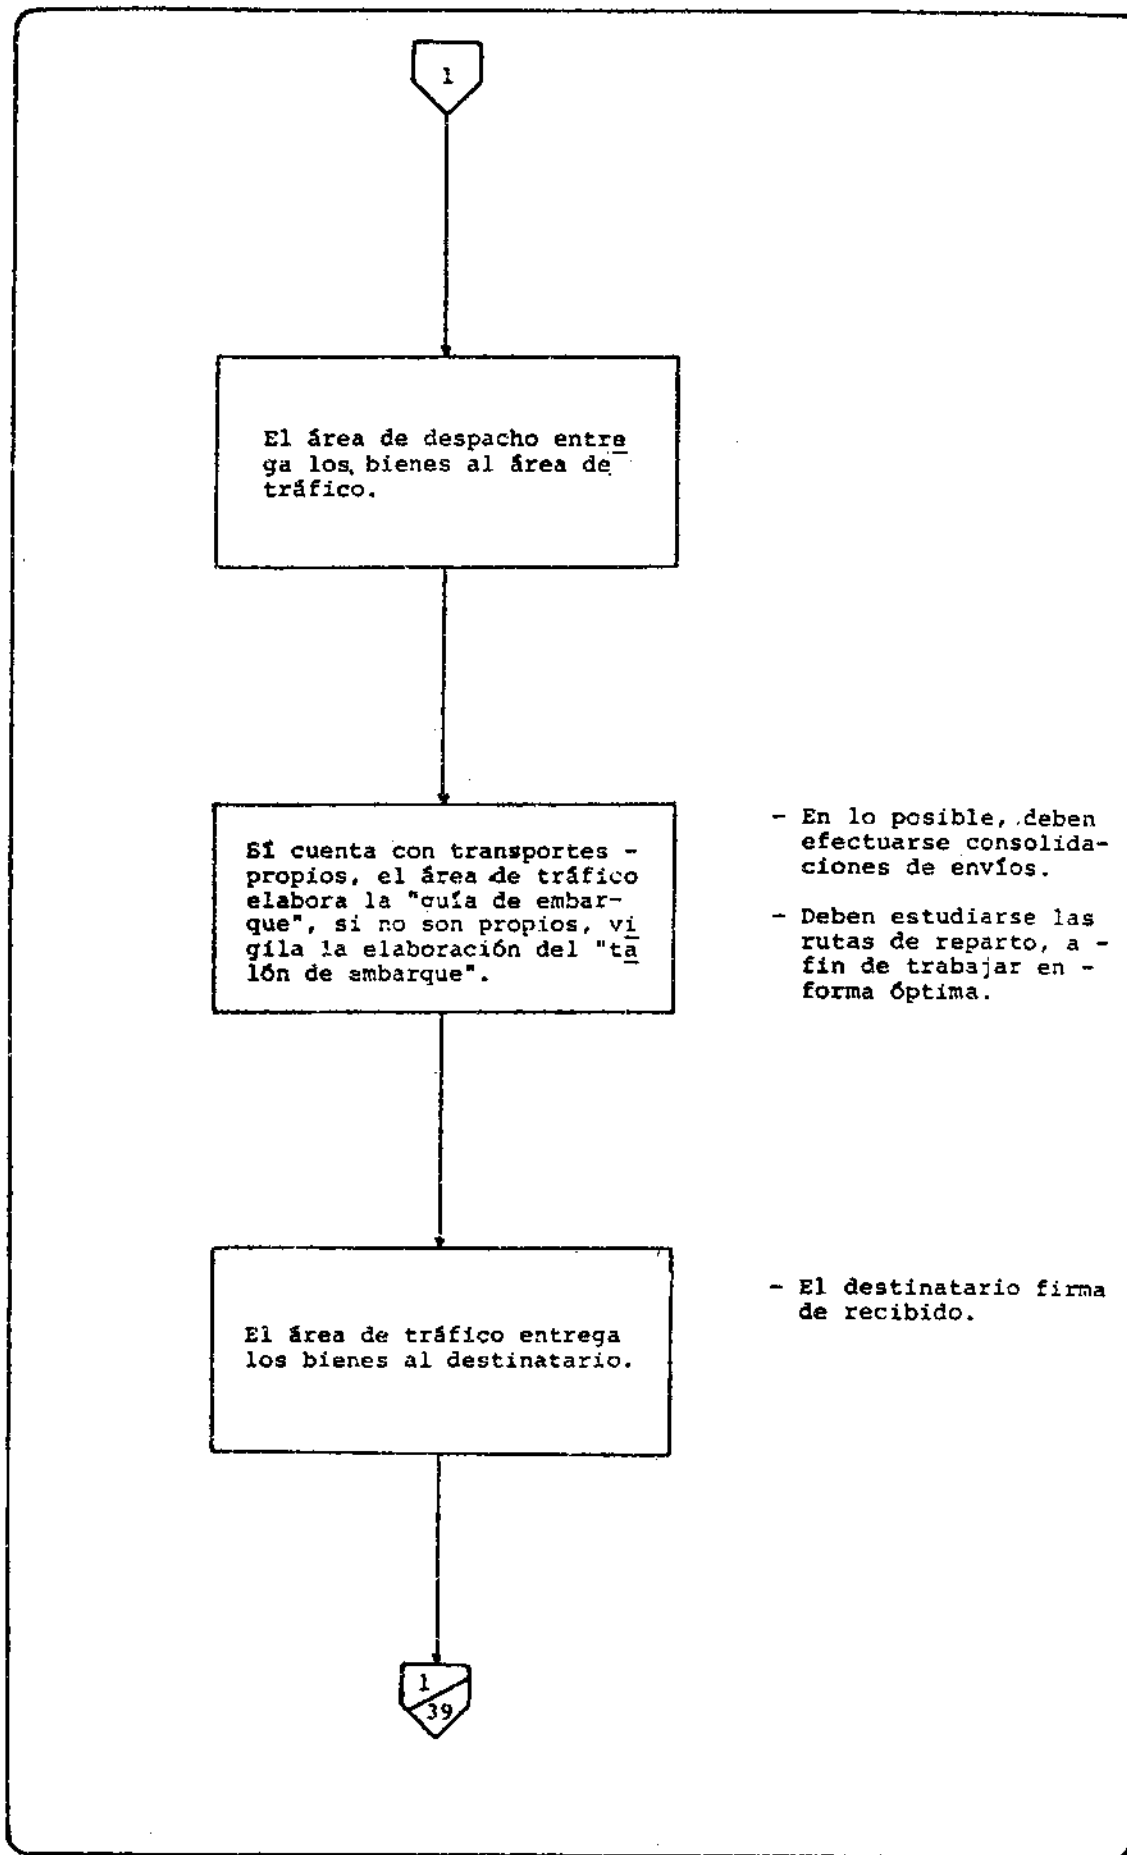 1
El área de despacho entre
ga los bienes al área de
tráfico.
Sí cuenta con transportes -
propios, el área de tráfico
elabora la "guía de embar-
que", si no son propios, vi
gila la elaboración del "ta
lón de embarque".
- En lo posible, deben
efectuarse consolida-
ciones de envíos.
- Deben estudiarse las
rutas de reparto, a -
fin de trabajar en -
forma óptima.
El área de tráfico entrega
los bienes al destinatario.
- El destinatario firma
de recibido.
1
39